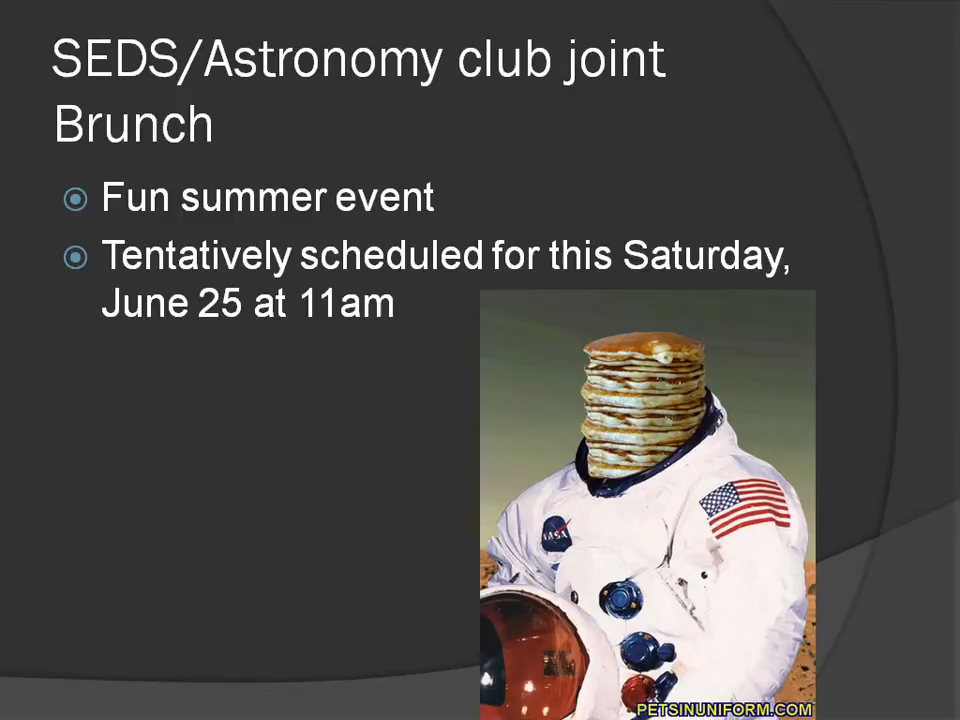 SEDS/Astronomy club joint
Brunch
Fun summer event
Tentatively scheduled for this Saturday,
June 25 at 11am
NASA
PETSINUNIFORM.COM